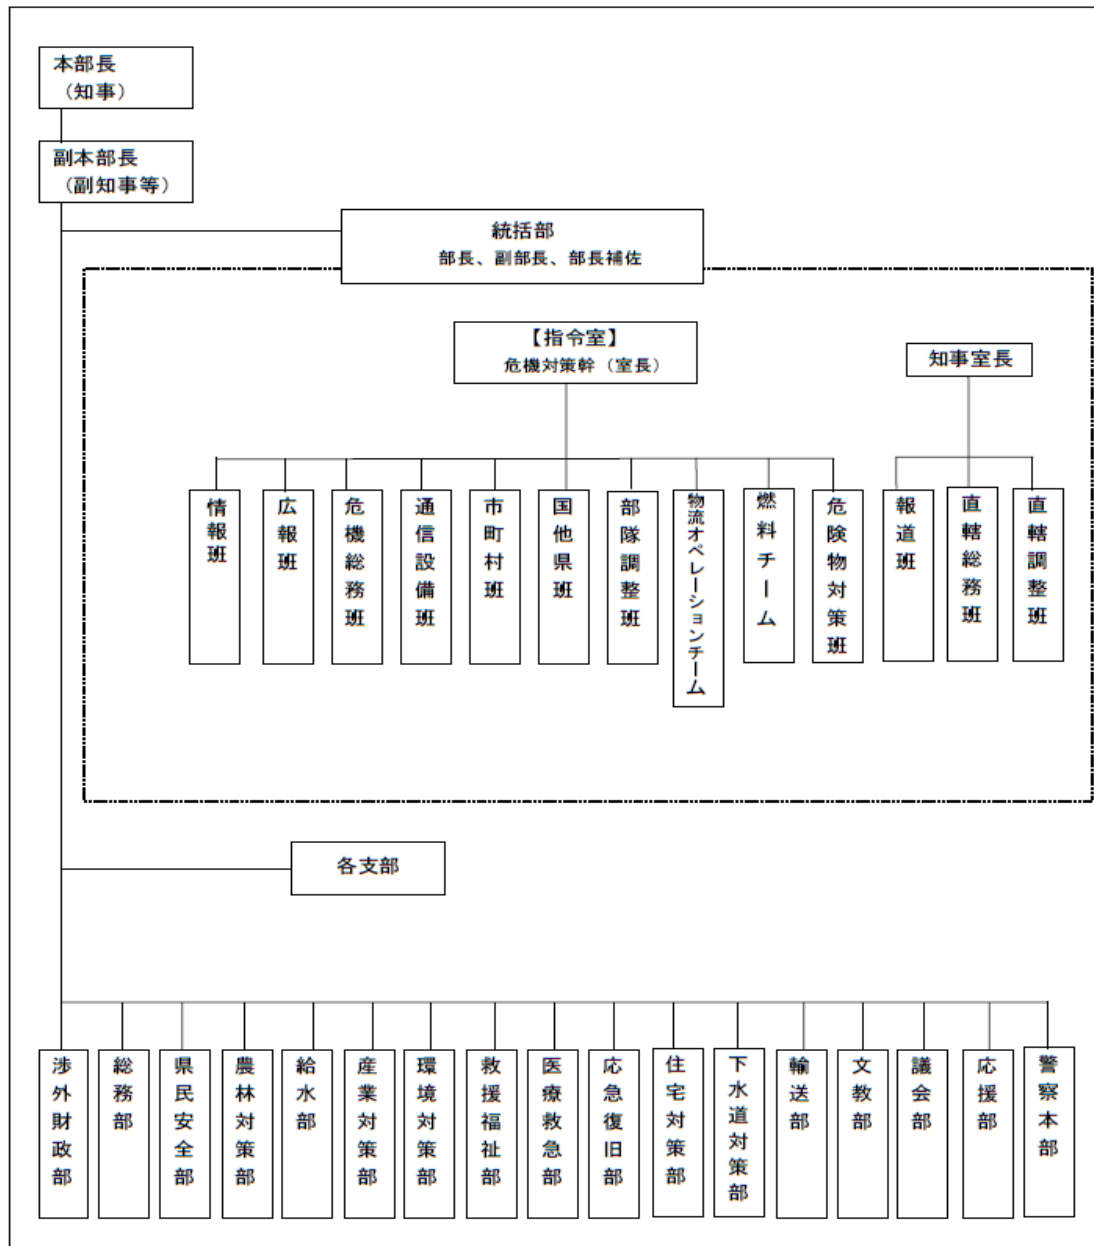 本部長
（知事）
副本部長
（副知事等）
統括部
部長、副部長、部長補佐
【指令室】
危機対策幹（室長）
知事室長
情報班
広報班
危機総務班
通信設備班
市町村班
国他県班
部隊調整班
物流オペレーションチーム
燃料チーム
危険物対策班
報道班
直轄総務班
直轄調整班
各支部
渉外財政部
総務部
県民安全部
農林対策部
給水部
産業対策部
環境対策部
救援福祉部
医療救急部
応急復旧部
住宅対策部
下水道対策部
輸送部
文教部
議会部
応援部
警察本部